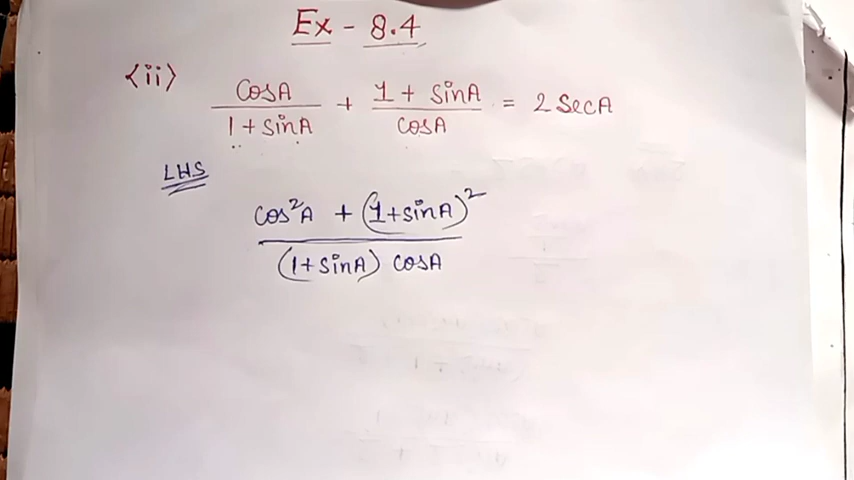 Ex - 8.4
<ii> cosA / 1 + sinA + 1 + sinA / cosA = 2 SecA
LHS
cos²A + (1+sinA)² / (1+sinA) cosA